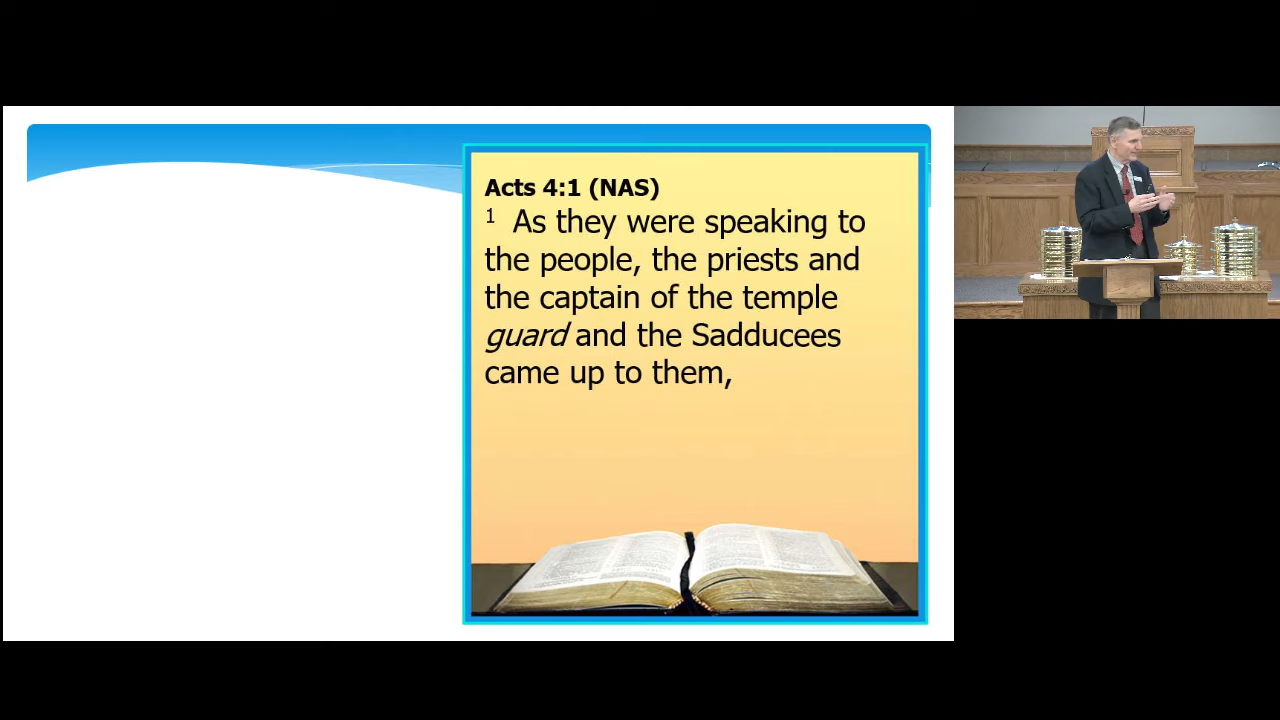 Acts 4:1 (NAS)
1 As they were speaking to
the people, the priests and
the captain of the temple
guard and the Sadducees
came up to them,